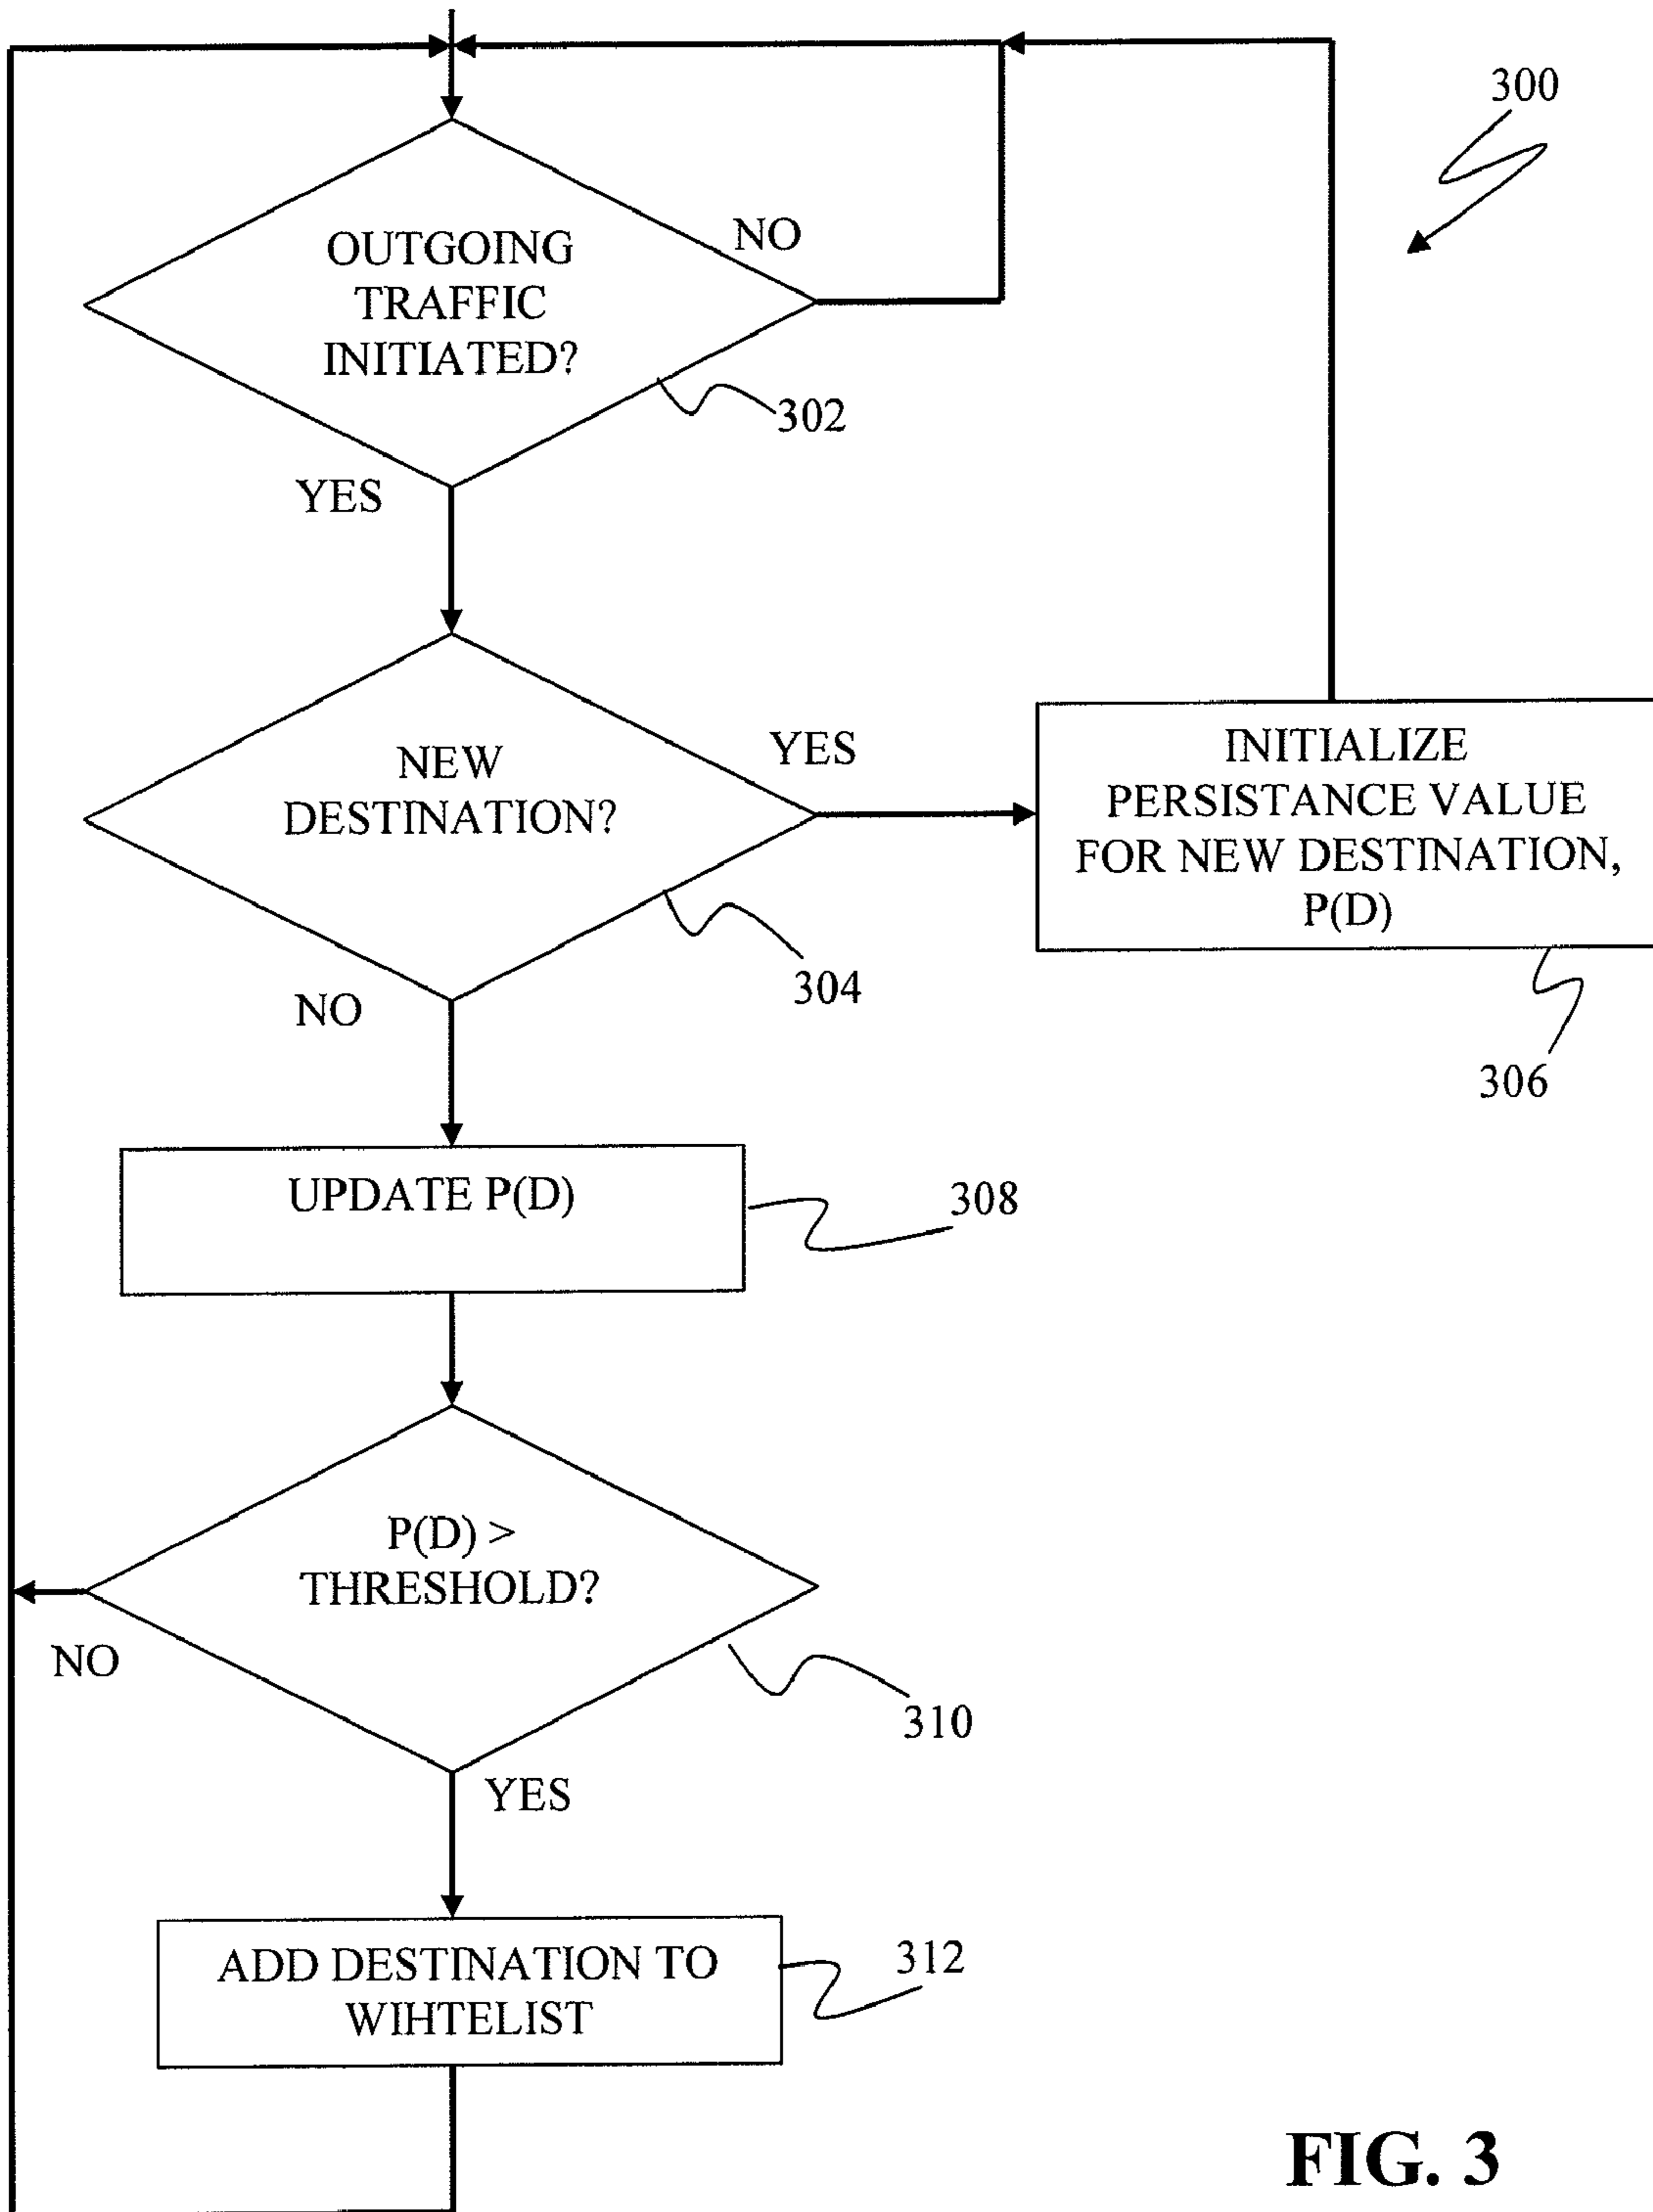 300
OUTGOING
TRAFFIC
INITIATED?
NO
302
YES
NEW
DESTINATION?
YES
304
NO
INITIALIZE
PERSISTANCE VALUE
FOR NEW DESTINATION,
P(D)
306
UPDATE P(D)
308
P(D) >
THRESHOLD?
NO
310
YES
ADD DESTINATION TO
WIHTELIST
312
FIG. 3